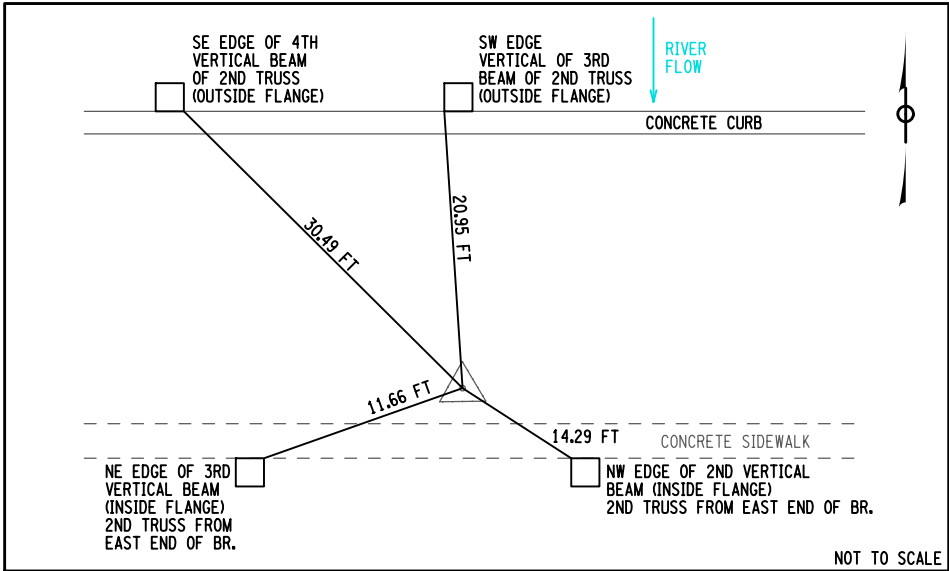 SE EDGE OF 4TH
VERTICAL BEAM
OF 2ND TRUSS
(OUTSIDE FLANGE)
SW EDGE
VERTICAL OF 3RD
BEAM OF 2ND TRUSS
(OUTSIDE FLANGE)
RIVER
FLOW
CONCRETE CURB
30.49 FT
20.95 FT
11.66 FT
14.29 FT
CONCRETE SIDEWALK
NE EDGE OF 3RD
VERTICAL BEAM
(INSIDE FLANGE)
2ND TRUSS FROM
EAST END OF BR.
NW EDGE OF 2ND VERTICAL
BEAM (INSIDE FLANGE)
2ND TRUSS FROM EAST END OF BR.
NOT TO SCALE